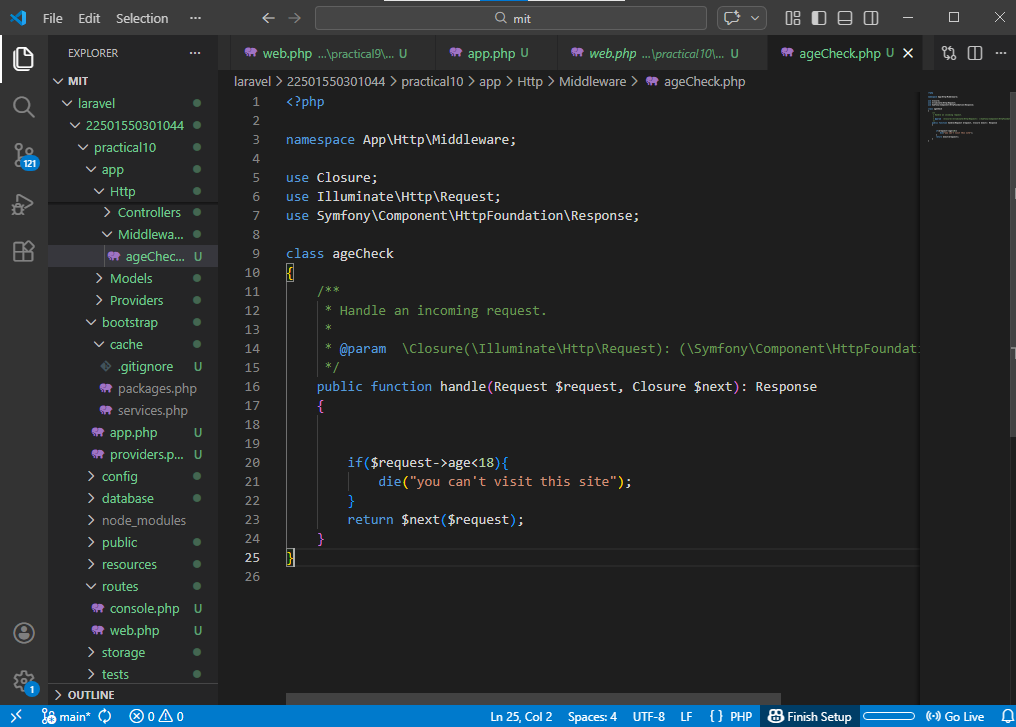 File Edit Selection ··· mit
EXPLORER ···
web.php ...\practical9\... U app.php U web.php ...\practical10\... U ageCheck.php U
MIT
laravel
22501550301044
practical10
app
Http
Controllers
Middlewa...
ageChec... U
Models
Providers
bootstrap
cache
.gitignore U
packages.php
services.php
app.php U
providers.p... U
config
database
node_modules
public
resources
routes
console.php U
web.php U
storage
tests
OUTLINE
121
1
laravel > 22501550301044 > practical10 > app > Http > Middleware > ageCheck.php
1 <?php
2
3 namespace App\Http\Middleware;
4
5 use Closure;
6 use Illuminate\Http\Request;
7 use Symfony\Component\HttpFoundation\Response;
8
9 class ageCheck
10 {
11 /**
12 * Handle an incoming request.
13 *
14 * @param  \Closure(\Illuminate\Http\Request): (\Symfony\Component\HttpFoundati
15 */
16 public function handle(Request $request, Closure $next): Response
17 {
18
19
20 if($request->age<18){
21 die("you can't visit this site");
22 }
23 return $next($request);
24 }
25 }
26
main* 0 0 Ln 25, Col 2 Spaces: 4 UTF-8 LF { } PHP Finish Setup Go Live